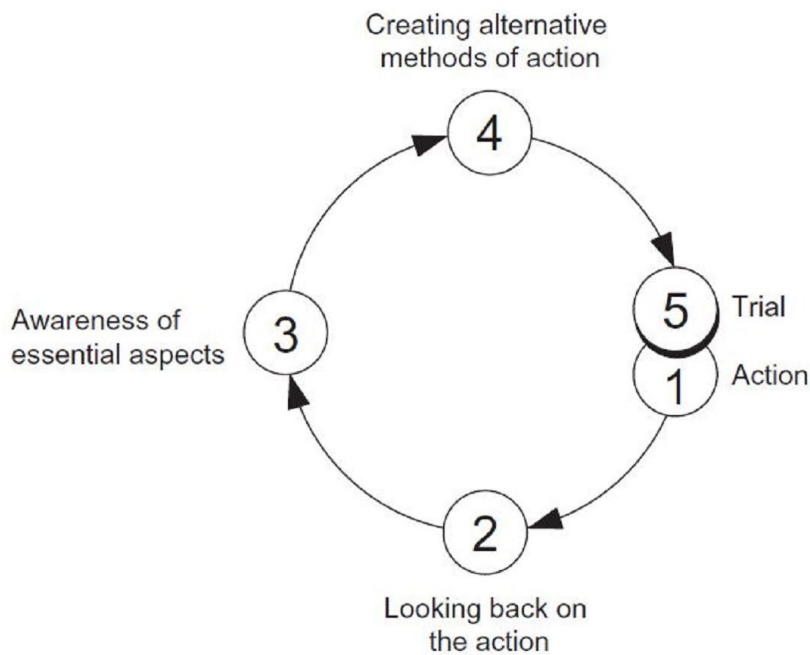 Creating alternative
methods of action
4
5
Trial
Awareness of
essential aspects
3
1
Action
2
Looking back on
the action